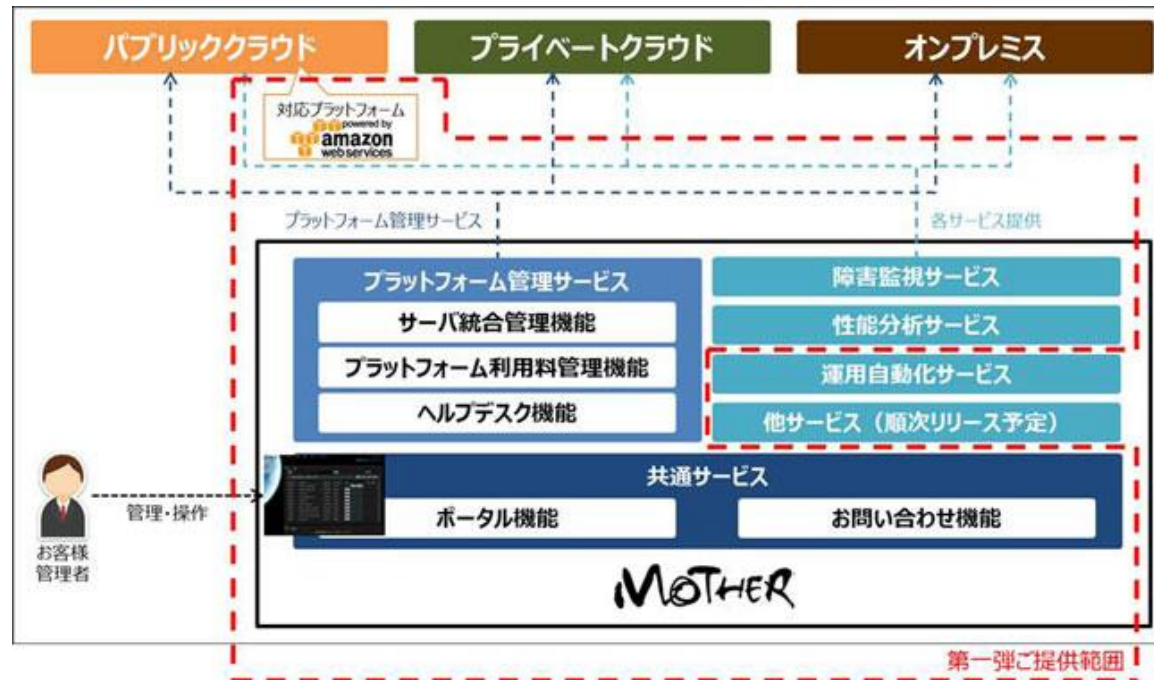 パブリッククラウド
プライベートクラウド
オンプレミス
対応プラットフォーム
powered by
amazon
webservices
プラットフォーム管理サービス
各サービス提供
プラットフォーム管理サービス
サーバ統合管理機能
プラットフォーム利用料管理機能
ヘルプデスク機能
障害監視サービス
性能分析サービス
運用自動化サービス
他サービス（順次リリース予定）
共通サービス
ポータル機能
お問い合わせ機能
管理・操作
お客様
管理者
MOTHER
第一弾ご提供範囲